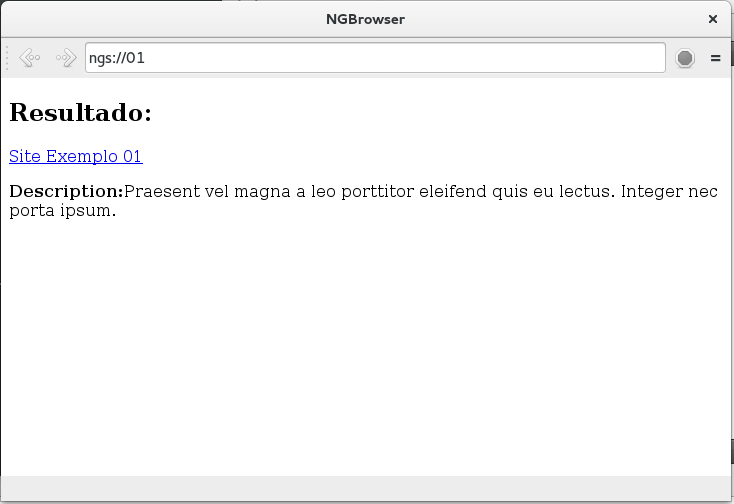 NGBrowser
ngs://01
Resultado:
Site Exemplo 01
Description:Praesent vel magna a leo porttitor eleifend quis eu lectus. Integer nec
porta ipsum.